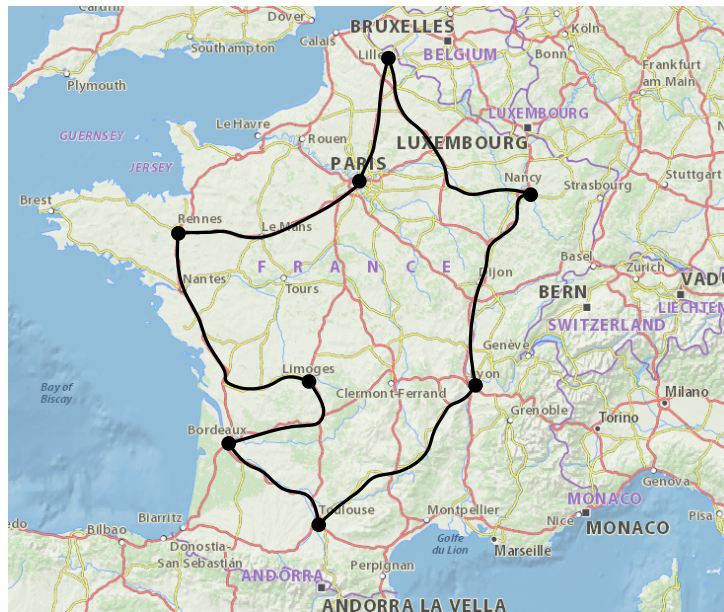 Cardiff
Dover
BRUXELLES
Köln
Southampton
Calais
Lille
BELGIUM
Bonn
Plymouth
Frankfurt
am Main
GUERNSEY
Le Havre
LUXEMBOURG
JERSEY
Rouen
LUXEMBOURG
PARIS
Nancy
Strasbourg
Stuttgart
Brest
Rennes
Le Mans
Nantes
FRANCE
Dijon
Basel
Zürich
Tours
BERN
VADU
LIECHTEN
SWITZERLAND
Genève
Bay of
Biscay
Limoges
Clermont-Ferrand
Lyon
Milano
Grenoble
Torino
Bordeaux
Genova
MONACO
Toulouse
Montpellier
Nice
MONACO
Pisa
edo
Bilbao
Biarritz
Donostia-
San Sebastián
Golfe
du Lion
Marseille
Perpignan
ANDORRA
ANDORRA LA VELLA